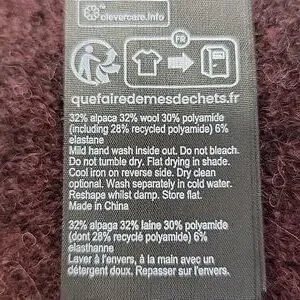 clevercare.info
FR
quefairedemesdechets.fr
32% alpaca 32% wool 30% polyamide
(including 28% recycled polyamide) 6%
elastane
Mild hand wash inside out. Do not bleach.
Do not tumble dry. Flat drying in shade.
Cool iron on reverse side. Dry clean
optional. Wash separately in cold water.
Reshape whilst damp. Store flat.
Made in China
32% alpaga 32% laine 30% polyamide
(dont 28% recyclé polyamide) 6%
elasthanne
Laver à l'envers, à la main avec un
détergent doux. Repasser sur l'envers.